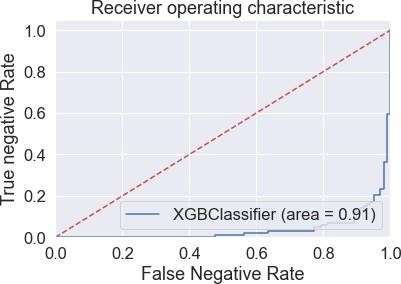 Receiver operating characteristic
1.0
0.8
0.6
0.4
0.2
0.0
True negative Rate
XGBClassifier (area = 0.91)
0.0 0.2 0.4 0.6 0.8 1.0
False Negative Rate